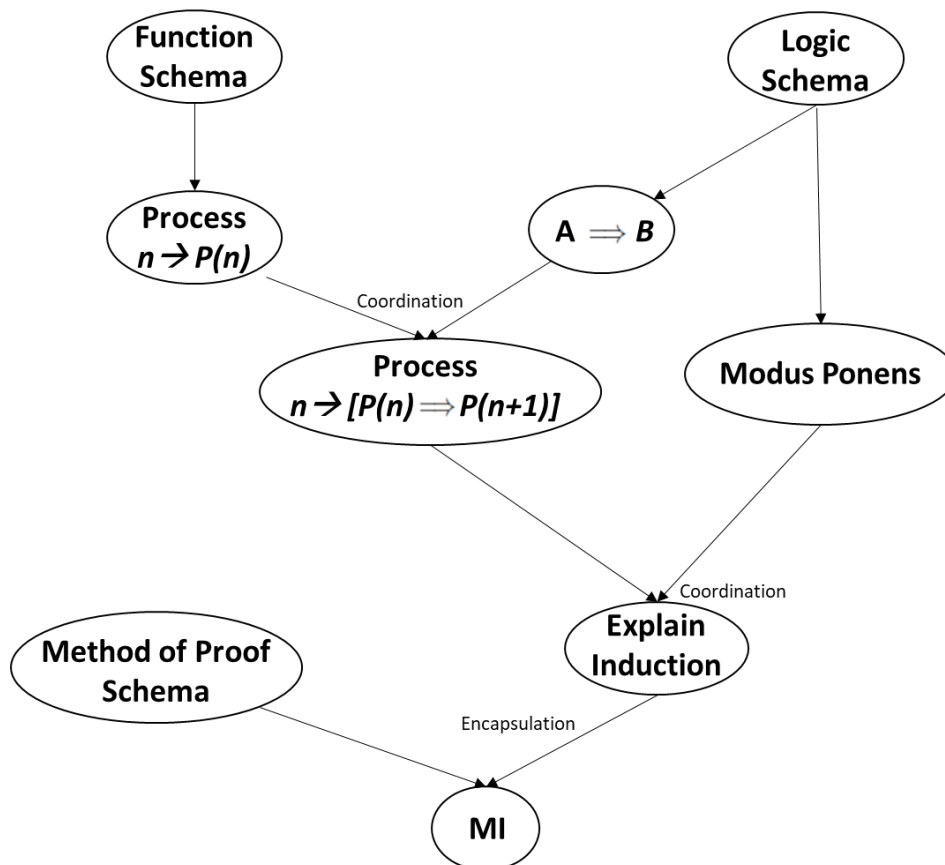 Function
Schema
Logic
Schema
Process
n → P(n)
A ⟹ B
Coordination
Process
n → [P(n) ⟹ P(n+1)]
Modus Ponens
Coordination
Explain
Induction
Method of Proof
Schema
Encapsulation
MI